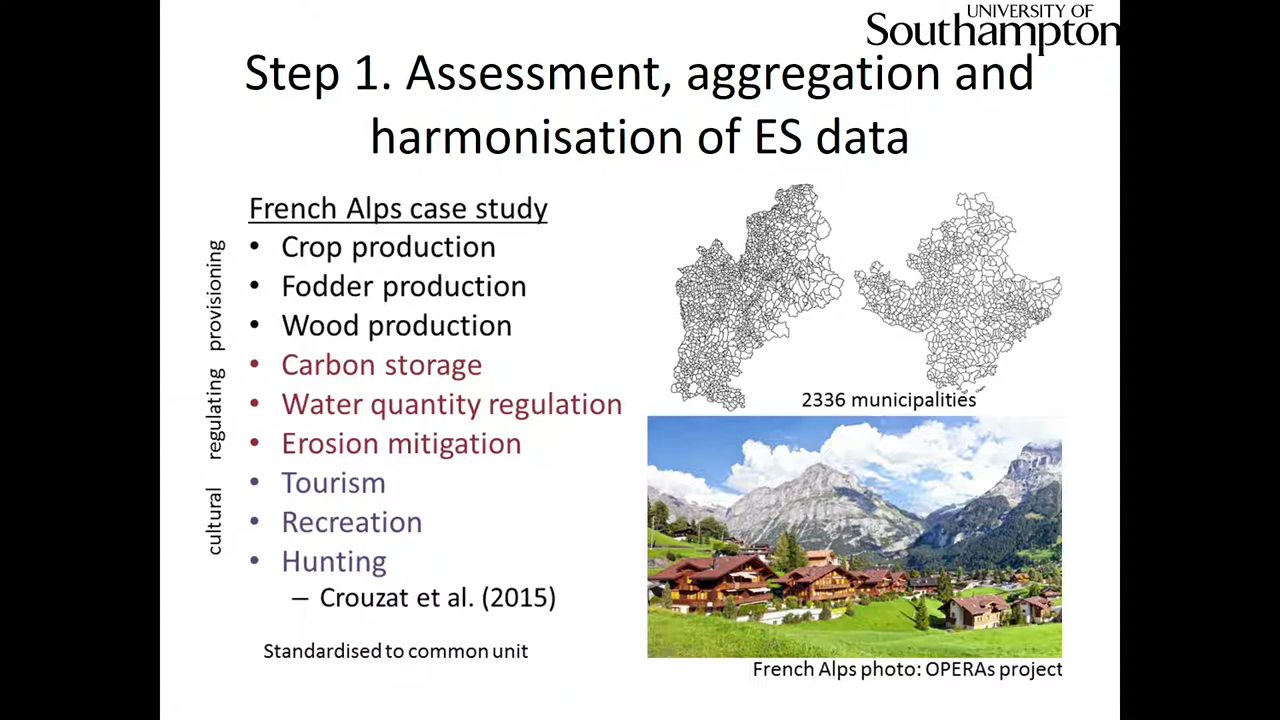 UNIVERSITY OF
Southampton
Step 1. Assessment, aggregation and
harmonisation of ES data
French Alps case study
provisioning
• Crop production
• Fodder production
• Wood production
regulating
• Carbon storage
• Water quantity regulation
• Erosion mitigation
cultural
• Tourism
• Recreation
• Hunting
– Crouzat et al. (2015)
Standardised to common unit
2336 municipalities
French Alps photo: OPERAs project